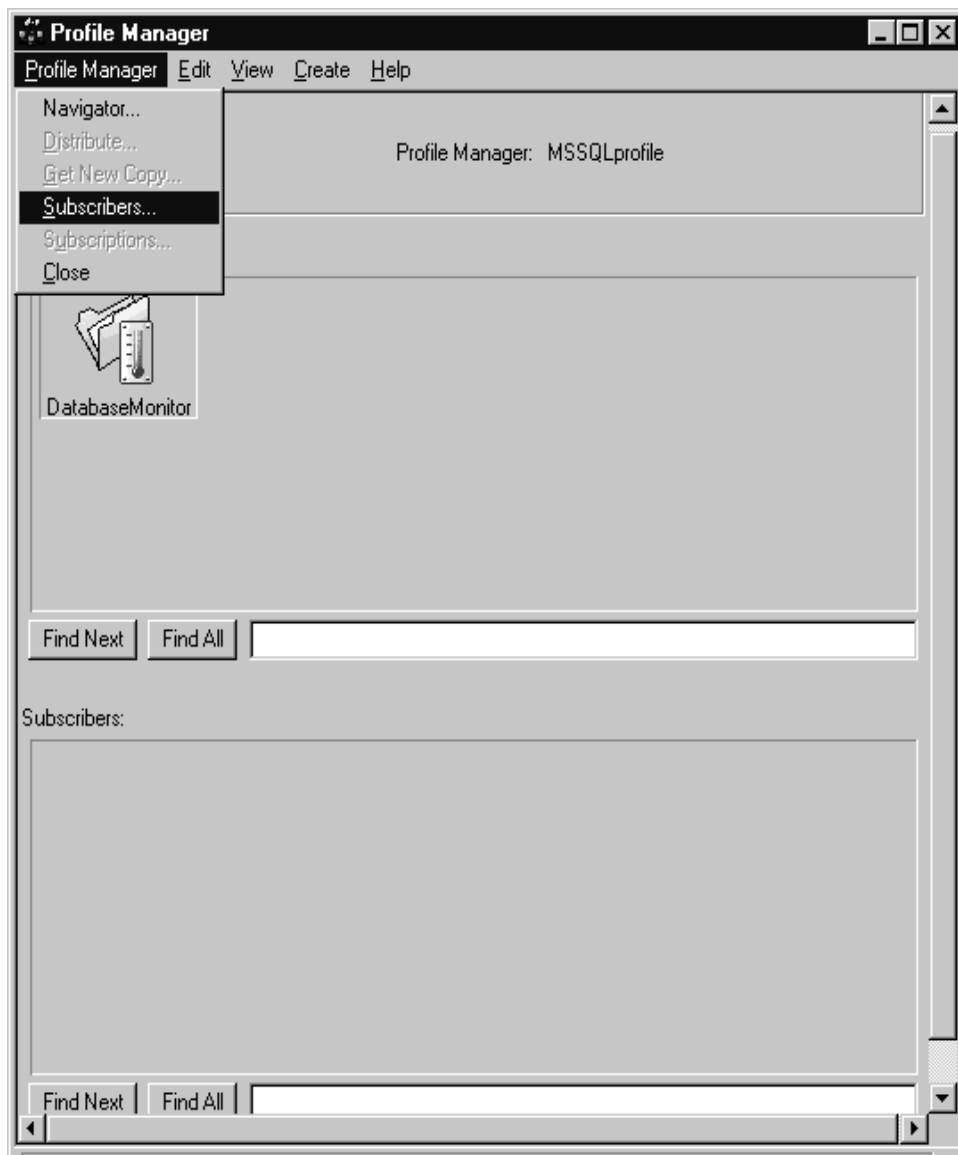 Profile Manager
Profile Manager Edit View Create Help
Navigator...
Distribute...
Get New Copy...
Subscribers...
Subscriptions...
Close
Profile Manager: MSSQLprofile
DatabaseMonitor
Find Next Find All
Subscribers:
Find Next Find All